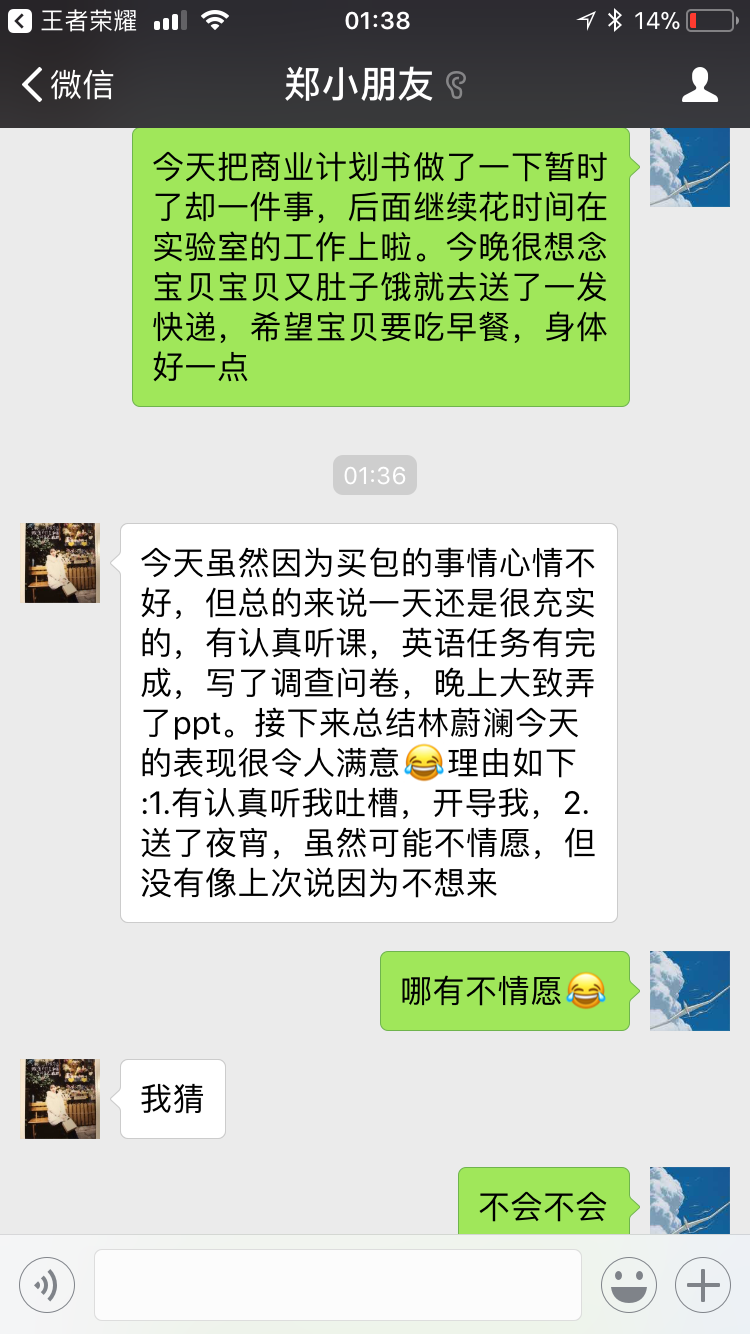 王者荣耀
01:38
14%
微信
郑小朋友
今天把商业计划书做了一下暂时
了却一件事，后面继续花时间在
实验室的工作上啦。今晚很想念
宝贝宝贝又肚子饿就去送了一发
快递，希望宝贝要吃早餐，身体
好一点
01:36
今天虽然因为买包的事情心情不
好，但总的来说一天还是很充实
的，有认真听课，英语任务有完
成，写了调查问卷，晚上大致弄
了ppt。接下来总结林蔚澜今天
的表现很令人满意😂理由如下
:1.有认真听我吐槽，开导我，2.
送了夜宵，虽然可能不情愿，但
没有像上次说因为不想来
哪有不情愿😂
我猜
不会不会